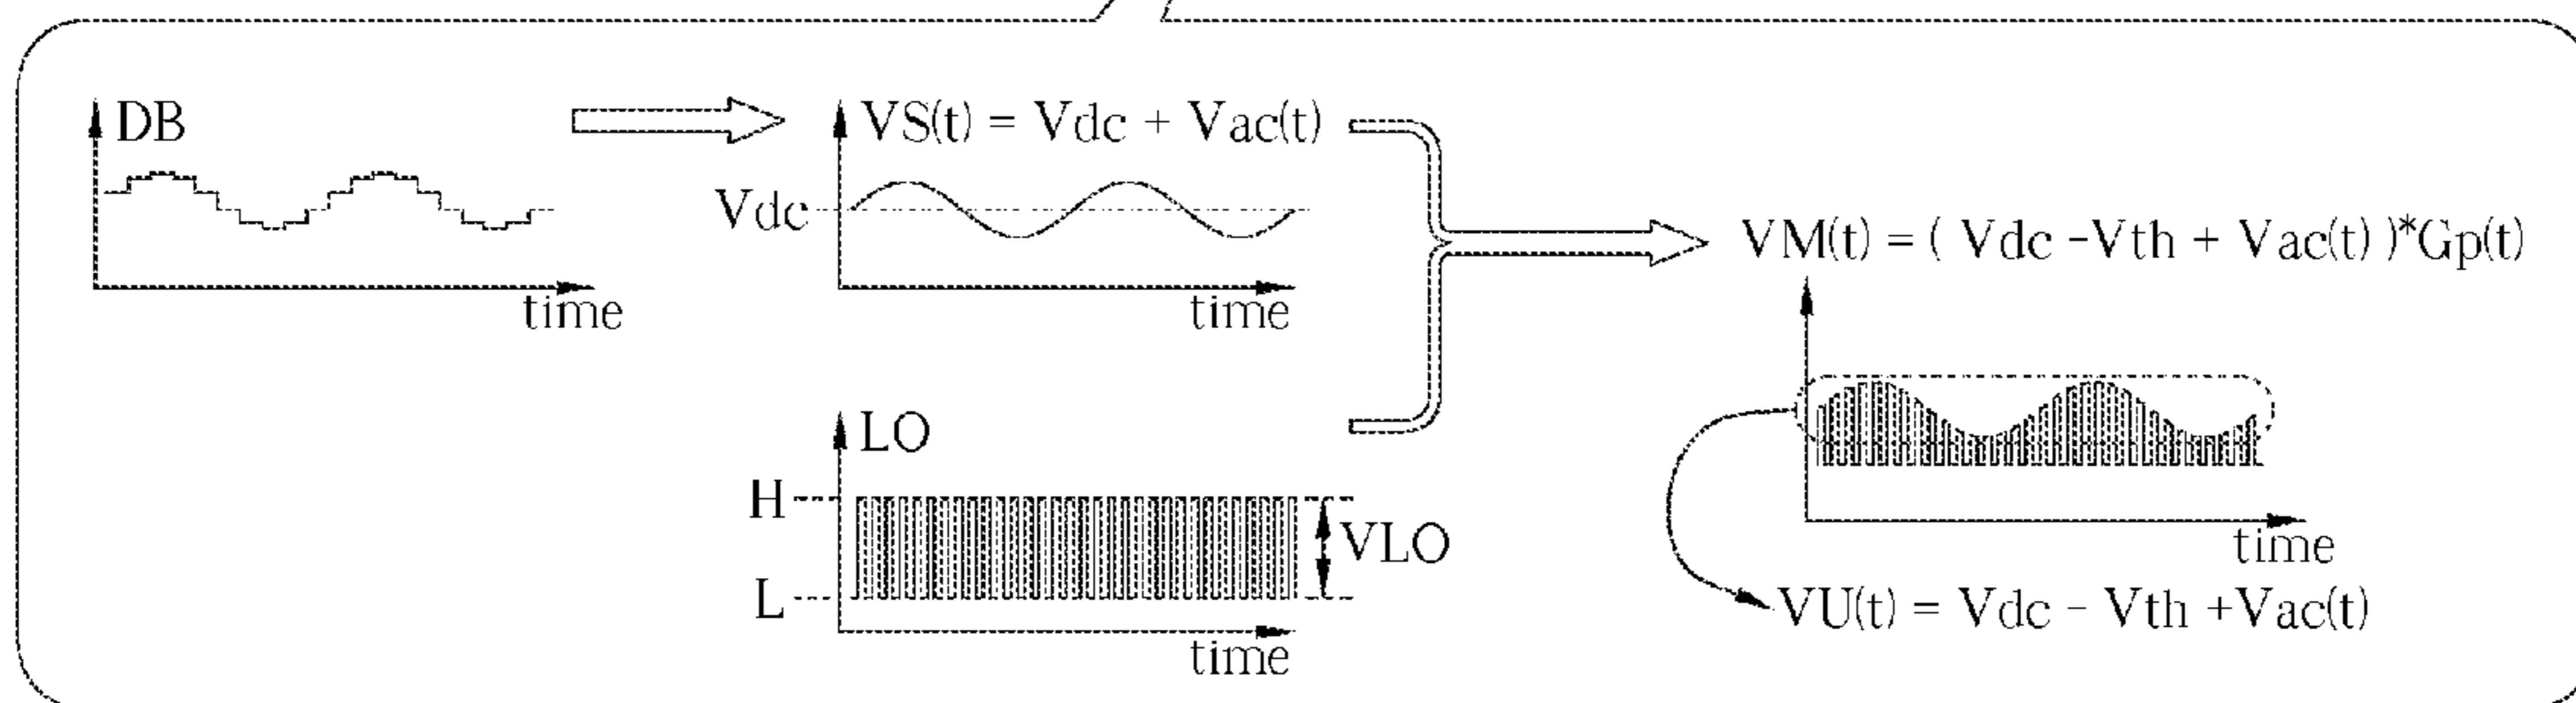 DB
time
VS(t) = Vdc + Vac(t)
Vdc
time
LO
H
L
VLO
time
VM(t) = ( Vdc -Vth + Vac(t) )*Gp(t)
time
VU(t) = Vdc - Vth +Vac(t)